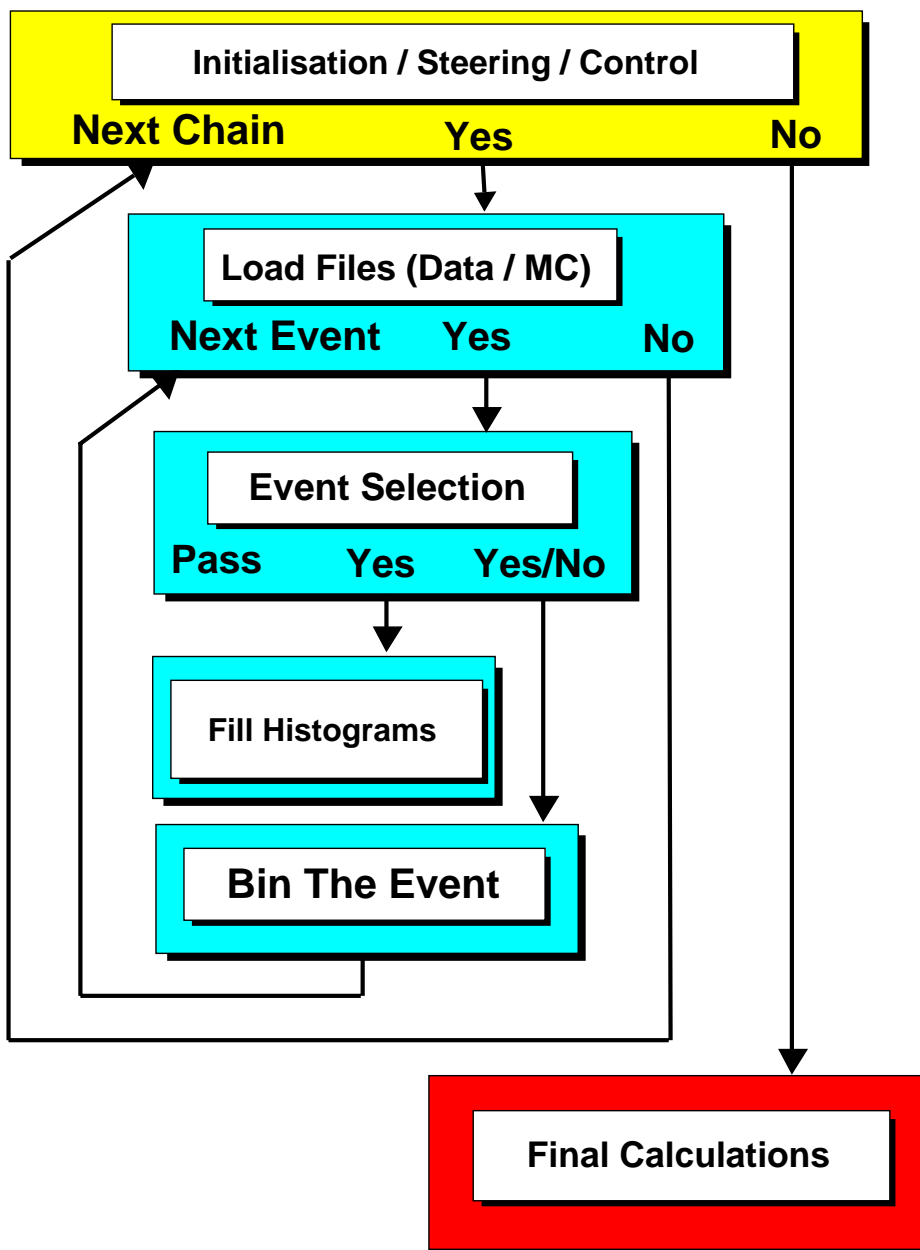 Initialisation / Steering / Control
Next Chain Yes No
Load Files (Data / MC)
Next Event Yes No
Event Selection
Pass Yes Yes/No
Fill Histograms
Bin The Event
Final Calculations